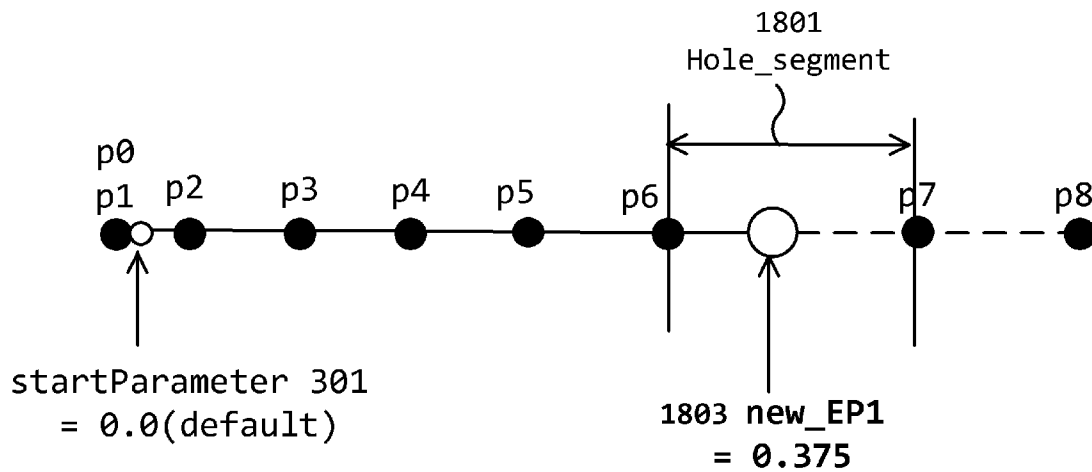 1801
Hole_segment
p0
p1
p2
p3
p4
p5
p6
p7
p8
startParameter 301
= 0.0(default)
1803 new_EP1
= 0.375